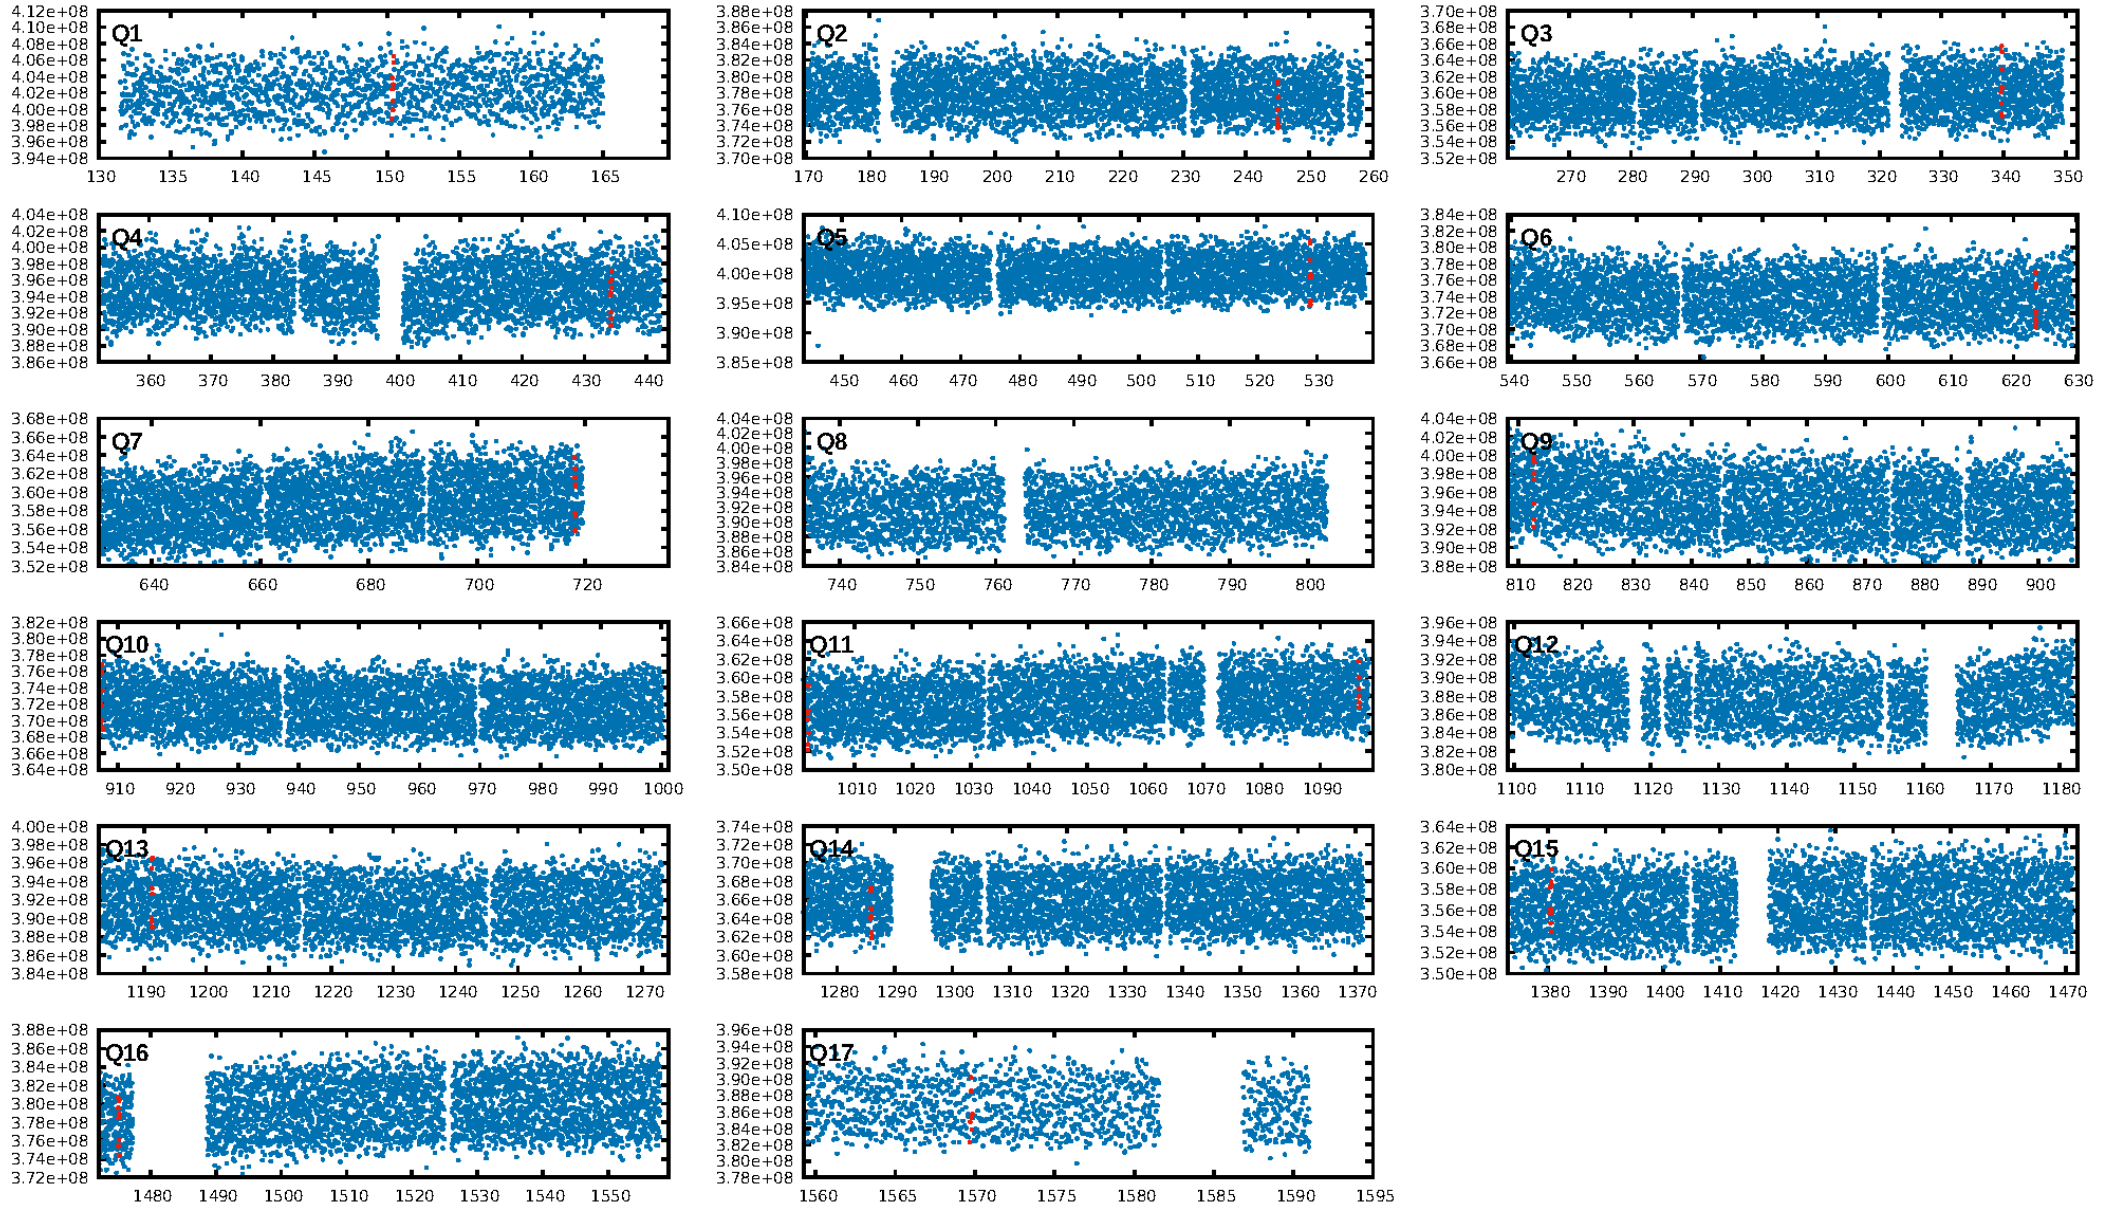 4.12e+08
4.10e+08
4.08e+08
4.06e+08
4.04e+08
4.02e+08
4.00e+08
3.98e+08
3.96e+08
3.94e+08
Q1
130 135 140 145 150 155 160 165
3.88e+08
3.86e+08
3.84e+08
3.82e+08
3.80e+08
3.78e+08
3.76e+08
3.74e+08
3.72e+08
3.70e+08
Q2
170 180 190 200 210 220 230 240 250 260
3.70e+08
3.68e+08
3.66e+08
3.64e+08
3.62e+08
3.60e+08
3.58e+08
3.56e+08
3.54e+08
3.52e+08
Q3
270 280 290 300 310 320 330 340 350
4.04e+08
4.02e+08
4.00e+08
3.98e+08
3.96e+08
3.94e+08
3.92e+08
3.90e+08
3.88e+08
3.86e+08
Q4
360 370 380 390 400 410 420 430 440
4.10e+08
4.05e+08
4.00e+08
3.95e+08
3.90e+08
3.85e+08
Q5
450 460 470 480 490 500 510 520 530
3.84e+08
3.82e+08
3.80e+08
3.78e+08
3.76e+08
3.74e+08
3.72e+08
3.70e+08
3.68e+08
3.66e+08
Q6
540 550 560 570 580 590 600 610 620 630
3.68e+08
3.66e+08
3.64e+08
3.62e+08
3.60e+08
3.58e+08
3.56e+08
3.54e+08
3.52e+08
Q7
640 660 680 700 720
4.04e+08
4.02e+08
4.00e+08
3.98e+08
3.96e+08
3.94e+08
3.92e+08
3.90e+08
3.88e+08
3.86e+08
3.84e+08
Q8
740 750 760 770 780 790 800
4.04e+08
4.02e+08
4.00e+08
3.98e+08
3.96e+08
3.94e+08
3.92e+08
3.90e+08
3.88e+08
Q9
810 820 830 840 850 860 870 880 890 900
3.82e+08
3.80e+08
3.78e+08
3.76e+08
3.74e+08
3.72e+08
3.70e+08
3.68e+08
3.66e+08
3.64e+08
Q10
910 920 930 940 950 960 970 980 990 1000
3.66e+08
3.64e+08
3.62e+08
3.60e+08
3.58e+08
3.56e+08
3.54e+08
3.52e+08
3.50e+08
Q11
1010 1020 1030 1040 1050 1060 1070 1080 1090
3.96e+08
3.94e+08
3.92e+08
3.90e+08
3.88e+08
3.86e+08
3.84e+08
3.82e+08
3.80e+08
Q12
1100 1110 1120 1130 1140 1150 1160 1170 1180
4.00e+08
3.98e+08
3.96e+08
3.94e+08
3.92e+08
3.90e+08
3.88e+08
3.86e+08
3.84e+08
Q13
1190 1200 1210 1220 1230 1240 1250 1260 1270
3.74e+08
3.72e+08
3.70e+08
3.68e+08
3.66e+08
3.64e+08
3.62e+08
3.60e+08
3.58e+08
Q14
1280 1290 1300 1310 1320 1330 1340 1350 1360 1370
3.64e+08
3.62e+08
3.60e+08
3.58e+08
3.56e+08
3.54e+08
3.52e+08
3.50e+08
Q15
1380 1390 1400 1410 1420 1430 1440 1450 1460 1470
3.88e+08
3.86e+08
3.84e+08
3.82e+08
3.80e+08
3.78e+08
3.76e+08
3.74e+08
3.72e+08
Q16
1480 1490 1500 1510 1520 1530 1540 1550
3.96e+08
3.94e+08
3.92e+08
3.90e+08
3.88e+08
3.86e+08
3.84e+08
3.82e+08
3.80e+08
3.78e+08
Q17
1560 1565 1570 1575 1580 1585 1590 1595